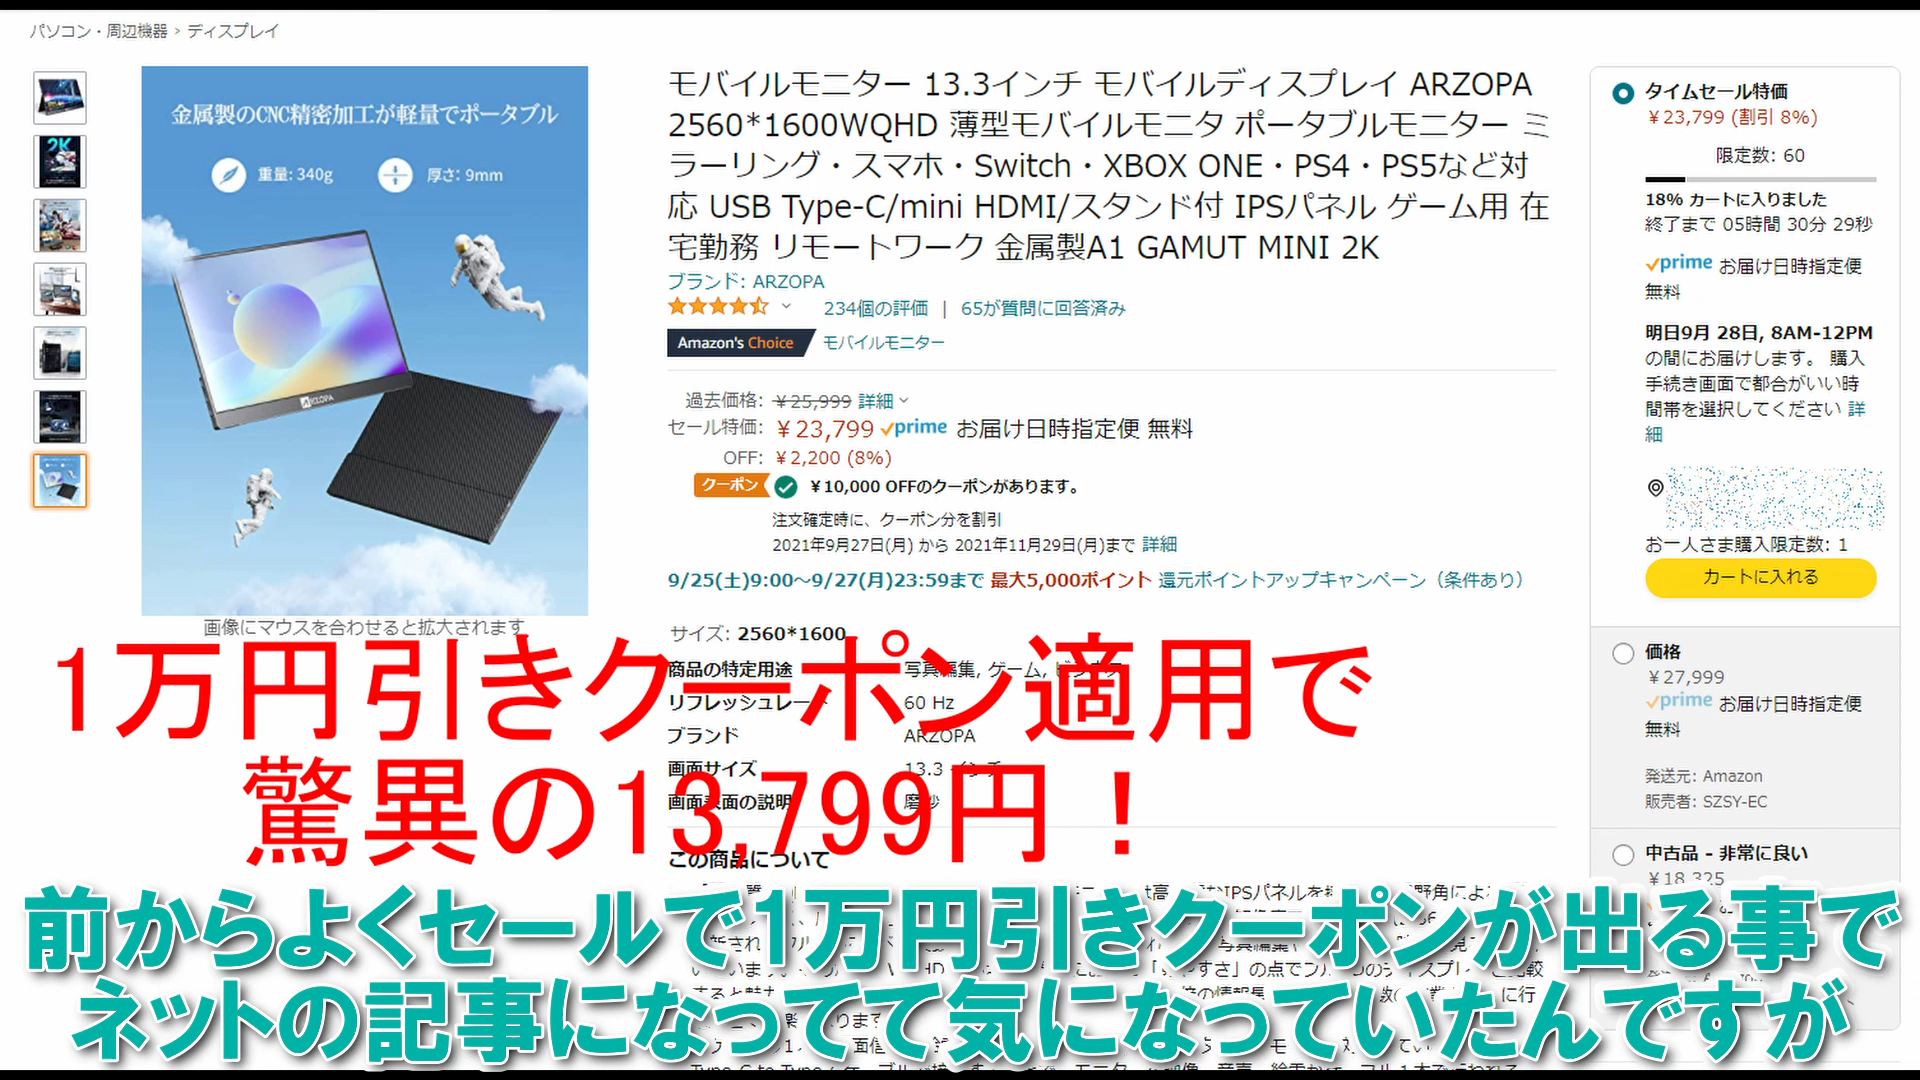 パソコン・周辺機器 › ディスプレイ
金属製のCNC精密加工が軽量でポータブル
重量: 340g
厚さ: 9mm
2K
ARZOPA
画像にマウスを合わせると拡大されます
モバイルモニター 13.3インチ モバイルディスプレイ ARZOPA
2560*1600WQHD 薄型モバイルモニタ ポータブルモニター ミ
ラーリング・スマホ・Switch・XBOX ONE・PS4・PS5など対
応 USB Type-C/mini HDMI/スタンド付 IPSパネル ゲーム用 在
宅勤務 リモートワーク 金属製A1 GAMUT MINI 2K
ブランド: ARZOPA
234個の評価 | 65が質問に回答済み
Amazon's Choice モバイルモニター
過去価格: ￥25,999 詳細
セール特価: ￥23,799 prime お届け日時指定便 無料
OFF: ￥2,200 (8%)
クーポン ￥10,000 OFFのクーポンがあります。
注文確定時に、クーポン分を割引
2021年9月27日(月) から 2021年11月29日(月)まで 詳細
9/25(土)9:00～9/27(月)23:59まで 最大5,000ポイント 還元ポイントアップキャンペーン（条件あり）
サイズ: 2560*1600
商品の特定用途 写真編集, ゲーム,
リフレッシュレート 60 Hz
ブランド ARZOPA
画面サイズ 13.3 インチ
画面表面の説明
この商品について
1万円引きクーポン適用で
驚異の13,799円！
前からよくセールで1万円引きクーポンが出る事で
ネットの記事になってて気になっていたんですが
タイムセール特価
￥23,799 (割引 8%)
限定数: 60
18% カートに入りました
終了まで 05時間 30分 29秒
prime お届け日時指定便
無料
明日9月 28日, 8AM-12PM
の間にお届けします。 購入
手続き画面で都合がいい時
間帯を選択してください 詳
細
お一人さま購入限定数: 1
カートに入れる
価格
￥27,999
prime お届け日時指定便
無料
発送元: Amazon
販売者: SZSY-EC
中古品 - 非常に良い
￥18,325